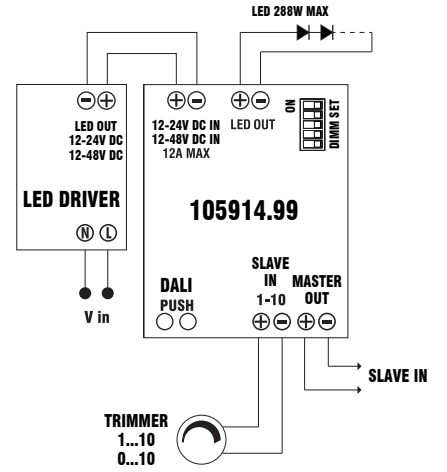 LED 288W MAX
LED OUT
12-24V DC
12-48V DC
LED DRIVER
N L
V in
12-24V DC IN
12-48V DC IN
12A MAX
LED OUT
ON
DIMM SET
105914.99
DALI
PUSH
SLAVE
IN
1-10
MASTER
OUT
SLAVE IN
TRIMMER
1...10
0...10